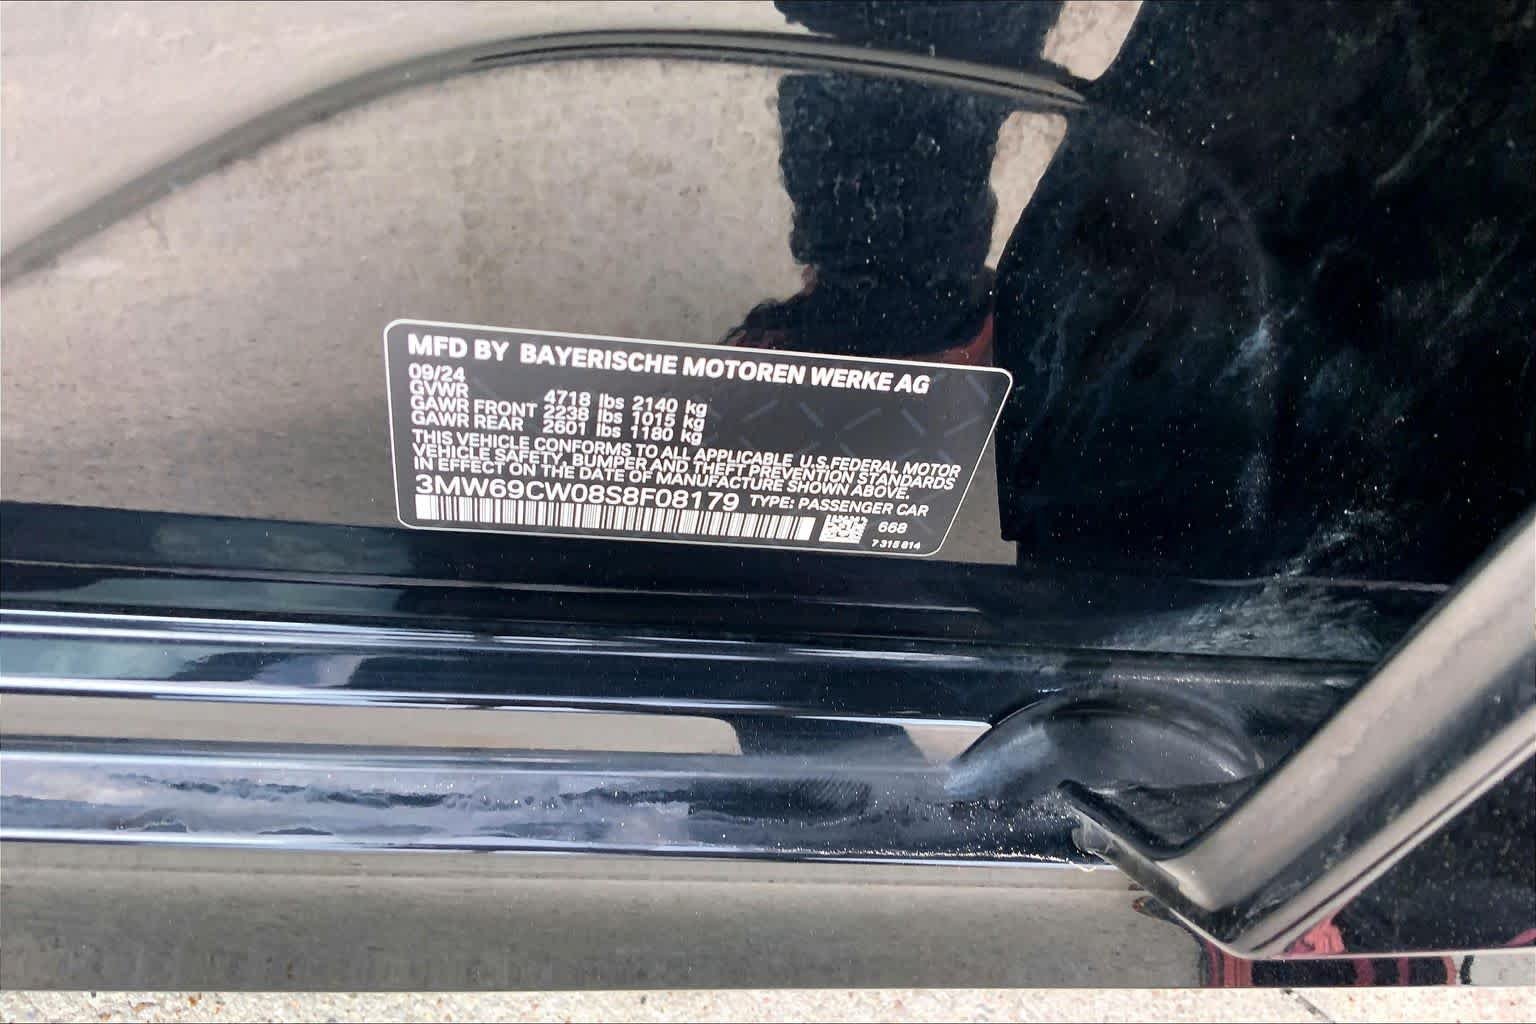 MFD BY BAYERISCHE MOTOREN WERKE AG
09/24
GVWR 4718 lbs 2140 kg
GAWR FRONT 2238 lbs 1015 kg
GAWR REAR 2601 lbs 1180 kg
THIS VEHICLE CONFORMS TO ALL APPLICABLE U.S.FEDERAL MOTOR
VEHICLE SAFETY, BUMPER AND THEFT PREVENTION STANDARDS
IN EFFECT ON THE DATE OF MANUFACTURE SHOWN ABOVE.
3MW69CW08S8F08179 TYPE: PASSENGER CAR
668
7 315 814